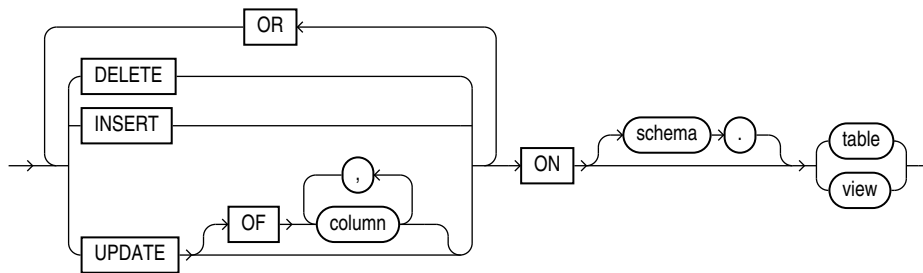 OR
DELETE
INSERT
schema .
ON
table
,
view
OF
column
UPDATE